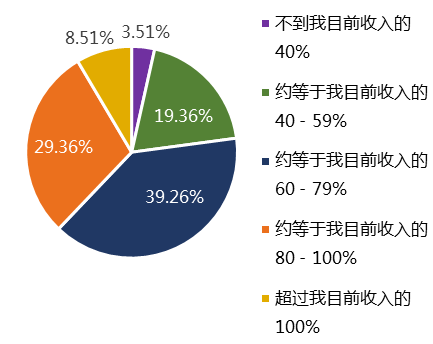 8.51%
3.51%
19.36%
29.36%
39.26%
不到我目前收入的
40%
约等于我目前收入的
40 - 59%
约等于我目前收入的
60 - 79%
约等于我目前收入的
80 - 100%
超过我目前收入的
100%